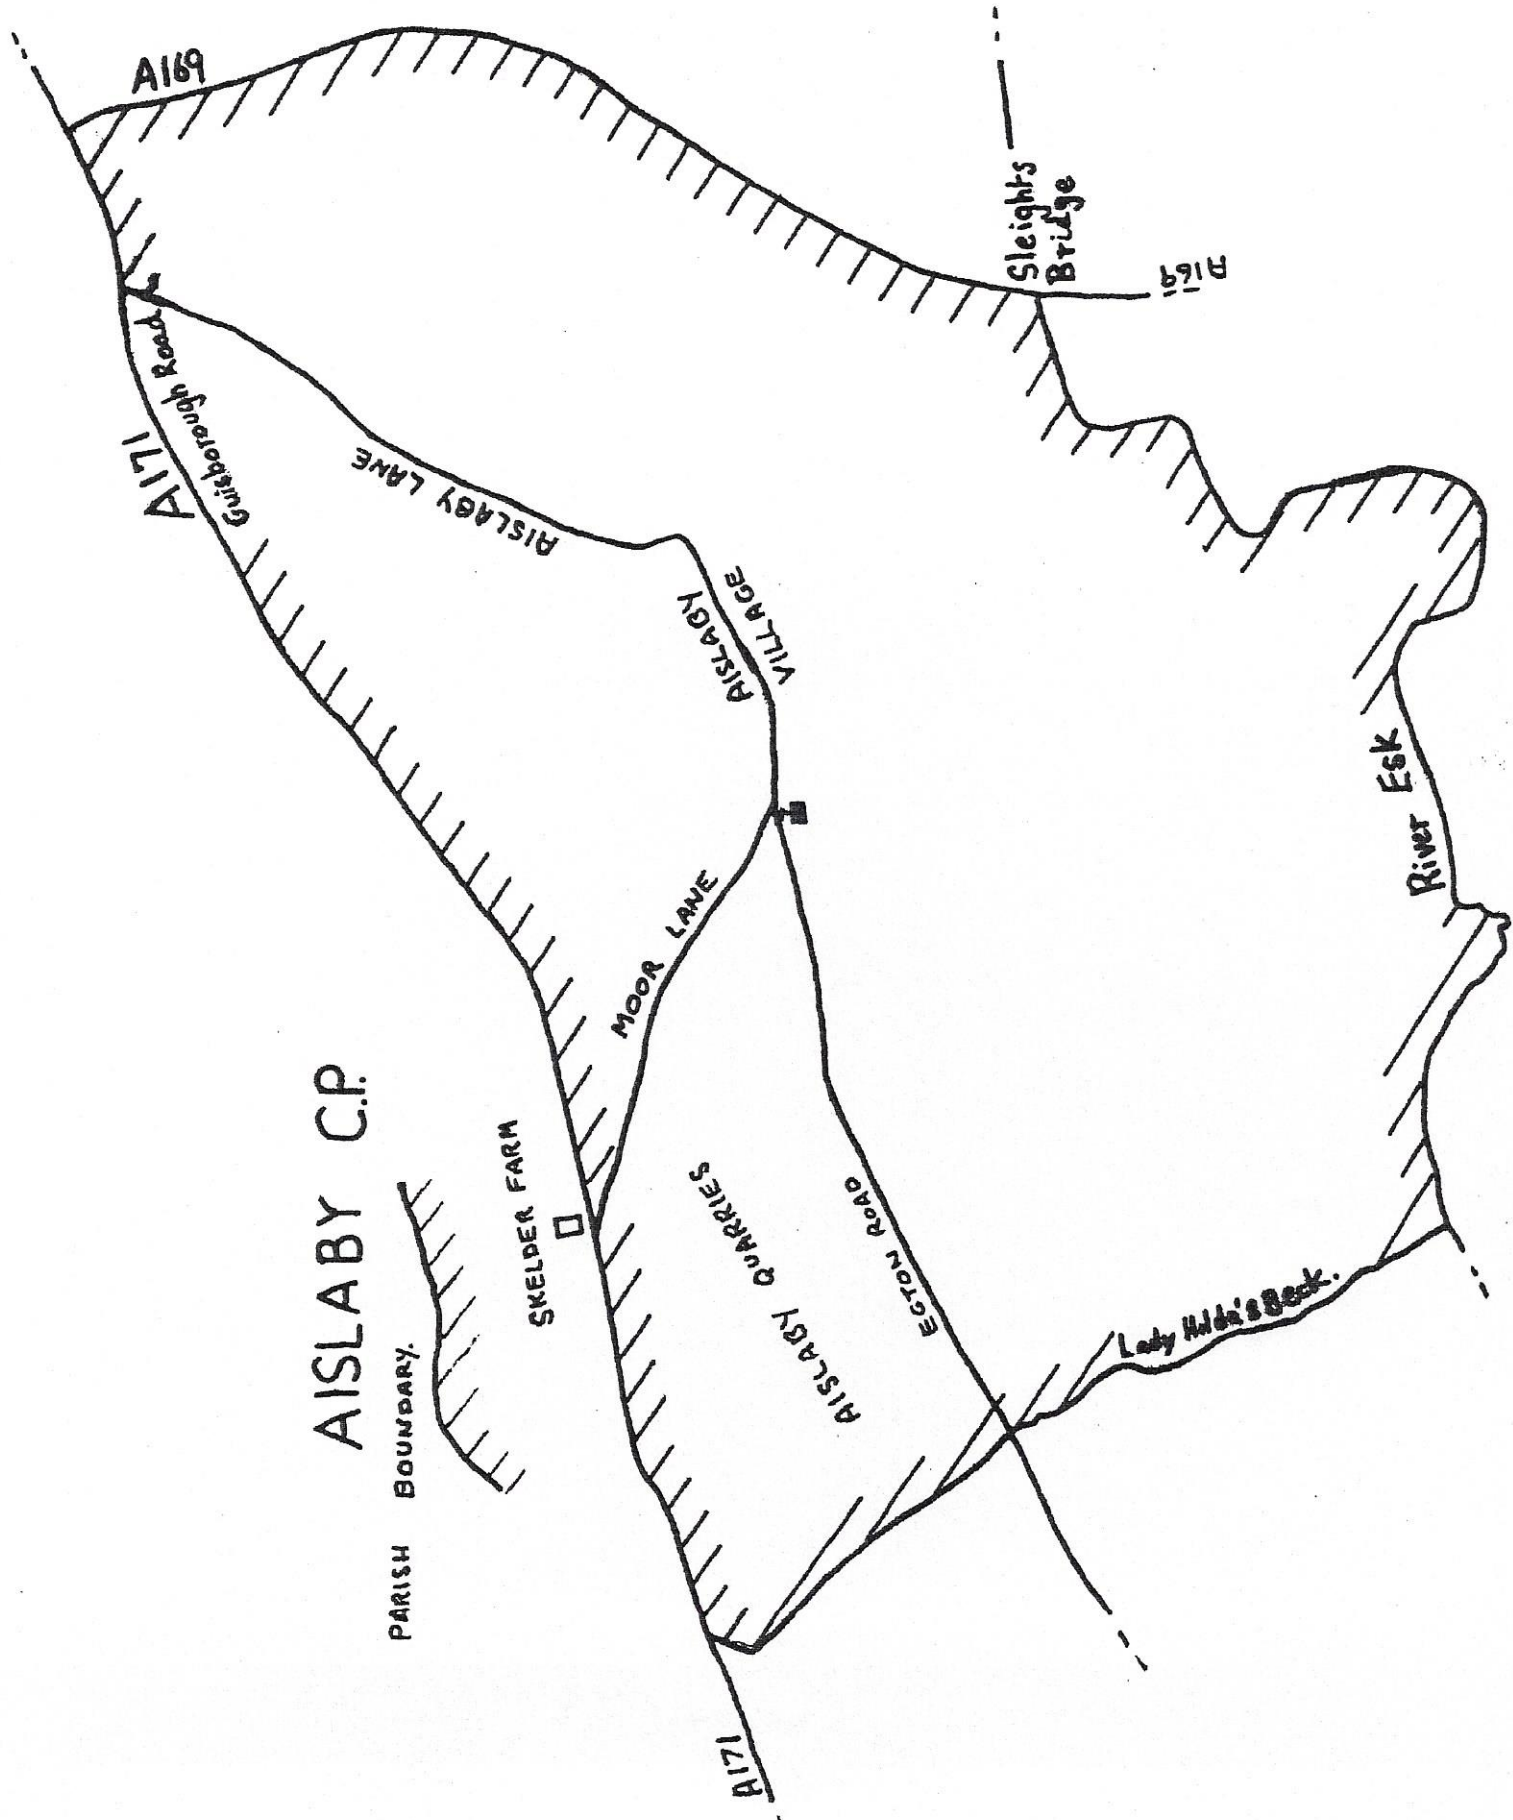 AISLABY C.P.
PARISH BOUNDARY.
A171
SKELDER FARM
A171
Guisborough Road
A169
MOOR LANE
AISLABY LANE
AISLABY
VILLAGE
AISLABY QUARRIES
EGTON ROAD
Sleights
Bridge
A169
Lady Hilda's Beck.
River Esk